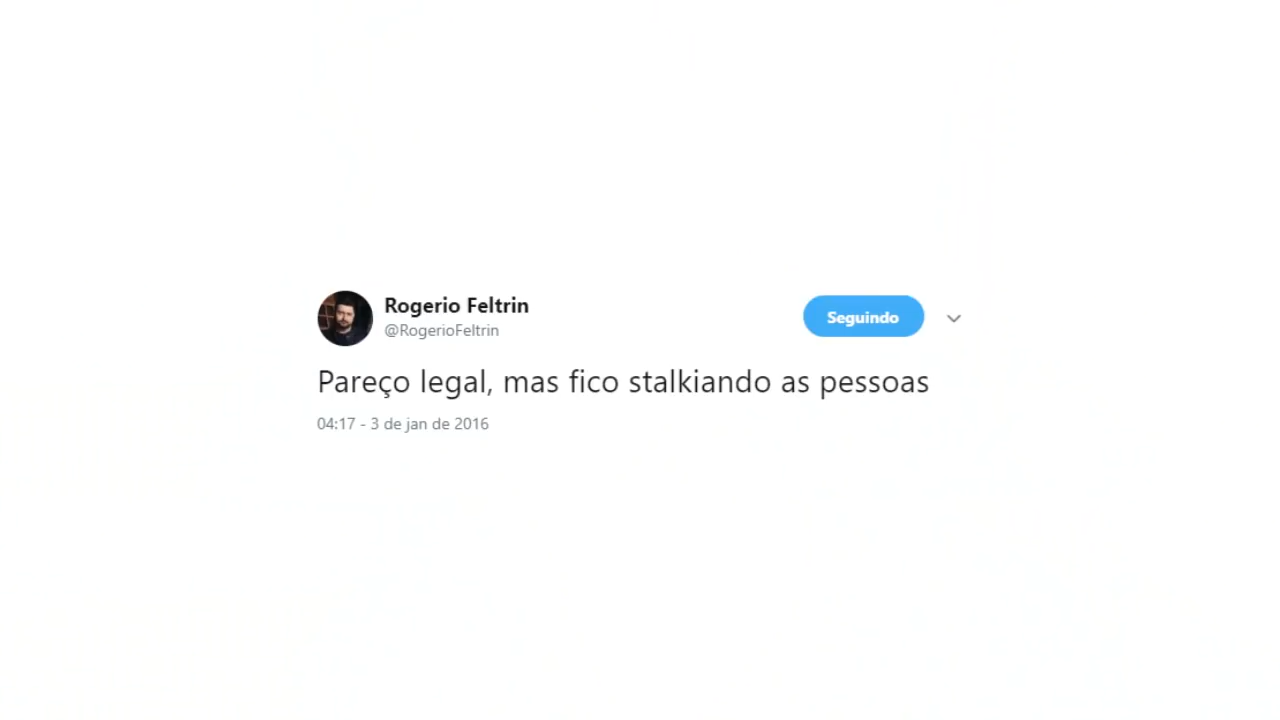 Rogerio Feltrin
@RogerioFeltrin
Seguindo
Pareço legal, mas fico stalkiando as pessoas
04:17 - 3 de jan de 2016